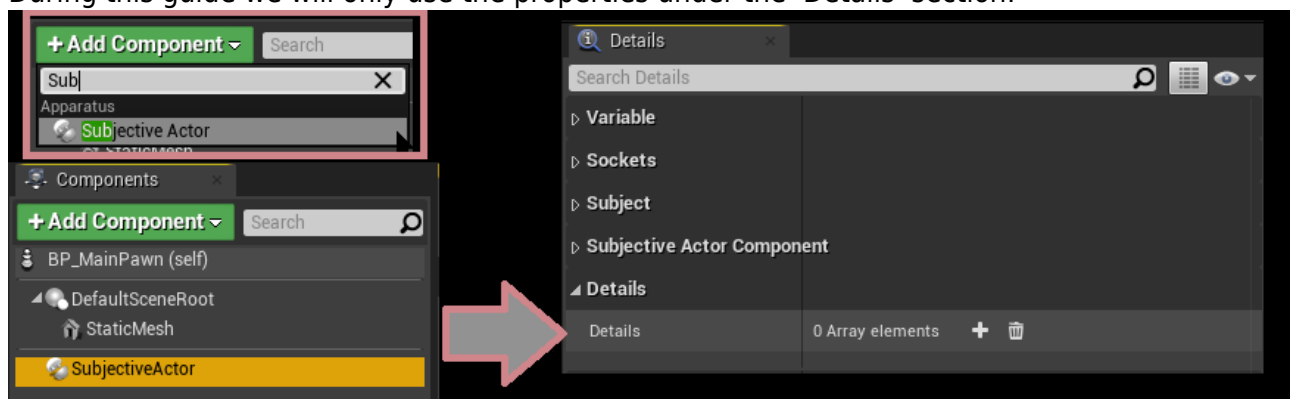 During this guide we will only use the properties under the 'Details' section.
+ Add Component
Search
Sub
Apparatus
Subjective Actor
StaticMesh
Components
+ Add Component
Search
BP_MainPawn (self)
DefaultSceneRoot
StaticMesh
SubjectiveActor
Details
Search Details
Variable
Sockets
Subject
Subjective Actor Component
Details
Details 0 Array elements